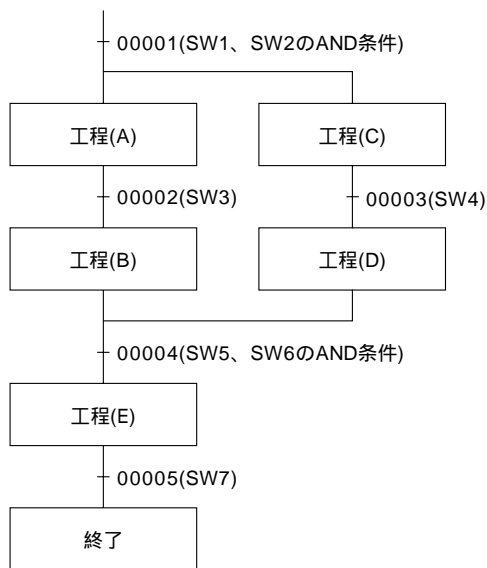 00001(SW1、SW2のAND条件)
工程(A)
工程(C)
00002(SW3)
00003(SW4)
工程(B)
工程(D)
00004(SW5、SW6のAND条件)
工程(E)
00005(SW7)
終了